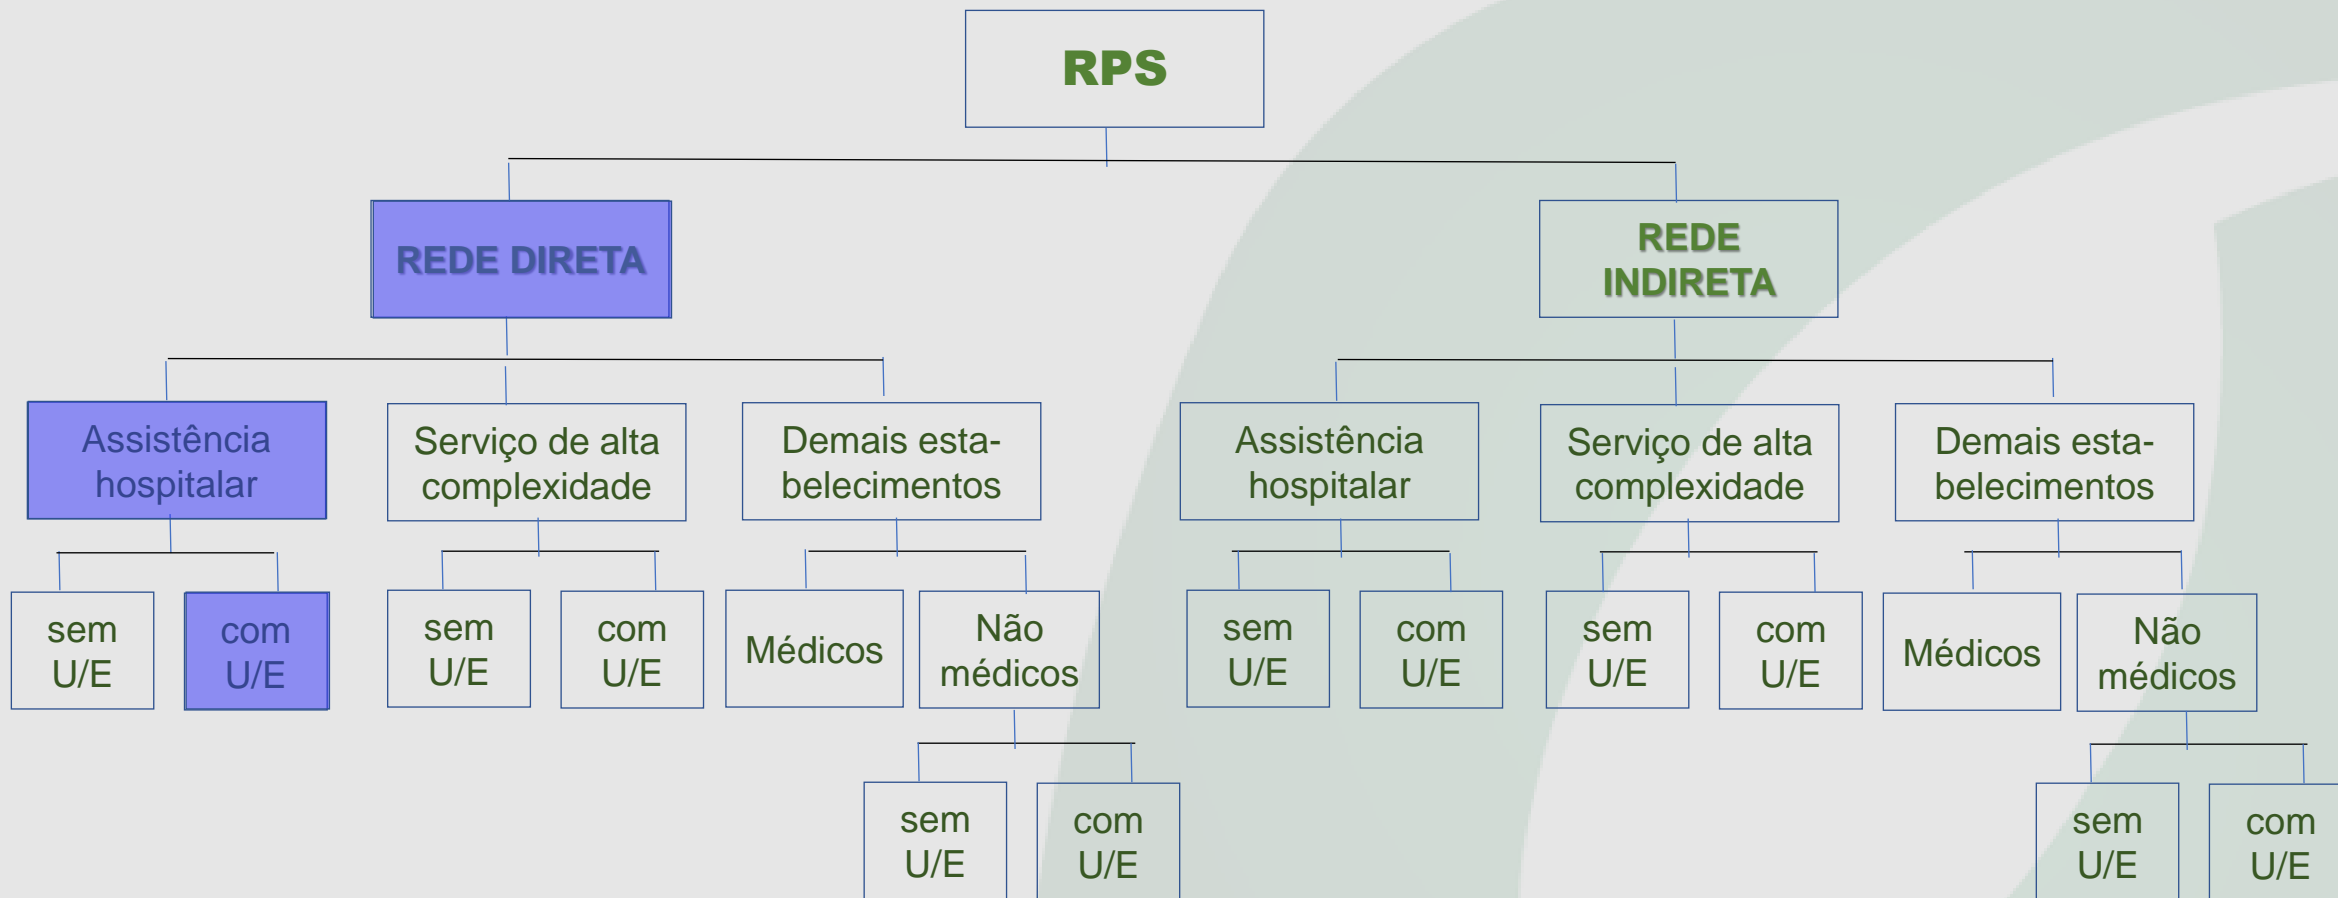 RPS
REDE DIRETA
REDE
INDIRETA
Assistência
hospitalar
Serviço de alta
complexidade
Demais esta-
belecimentos
Assistência
hospitalar
Serviço de alta
complexidade
Demais esta-
belecimentos
sem
U/E
com
U/E
sem
U/E
com
U/E
Médicos
Não
médicos
sem
U/E
com
U/E
sem
U/E
com
U/E
Médicos
Não
médicos
sem
U/E
com
U/E
sem
U/E
com
U/E